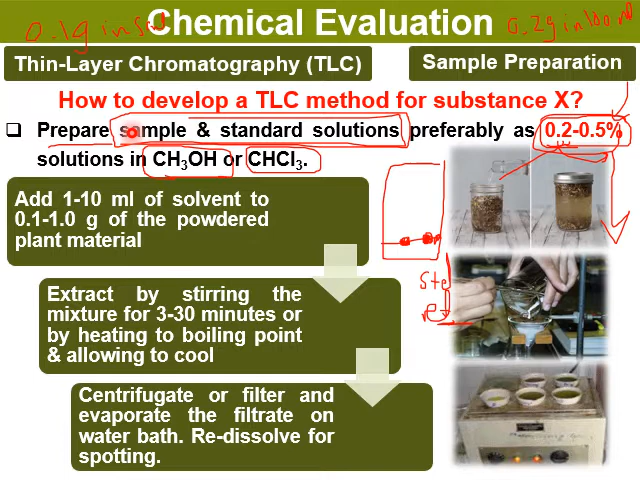 Chemical Evaluation
0.1g in 5ml
0.2g in 100 ml
Thin-Layer Chromatography (TLC)
Sample Preparation
How to develop a TLC method for substance X?
❑ Prepare sample & standard solutions preferably as 0.2-0.5%
solutions in CH₃OH or CHCl₃.
Add 1-10 ml of solvent to
0.1-1.0 g of the powdered
plant material
Extract by stirring the
mixture for 3-30 minutes or
by heating to boiling point
& allowing to cool
Centrifugate or filter and
evaporate the filtrate on
water bath. Re-dissolve for
spotting.